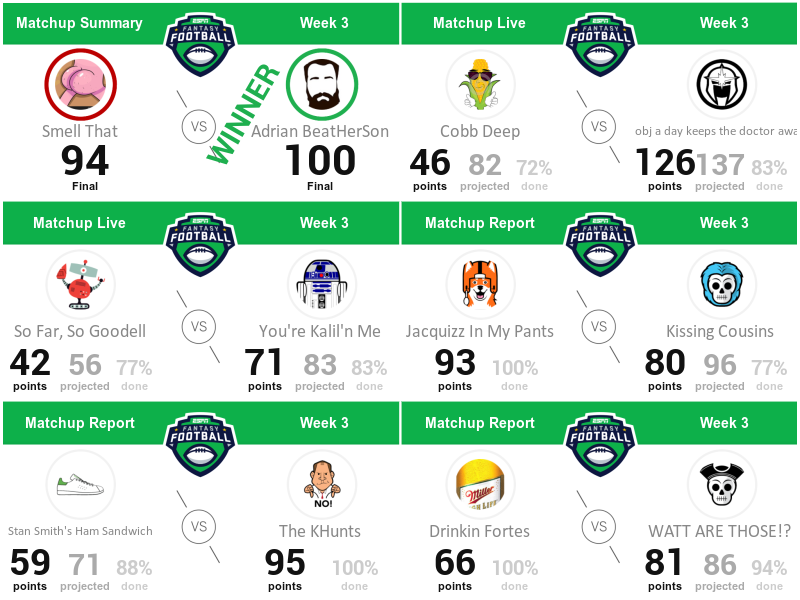 Matchup Summary
ESPN
FANTASY
FOOTBALL
Week 3
VS
WINNER
Smell That
94
Final
Adrian BeatHerSon
100
Final
Matchup Live
ESPN
FANTASY
FOOTBALL
Week 3
VS
Cobb Deep
46 82 72%
points projected done
obj a day keeps the doctor awa
126 137 83%
points projected done
Matchup Live
ESPN
FANTASY
FOOTBALL
Week 3
VS
So Far, So Goodell
42 56 77%
points projected done
You're Kalil'n Me
71 83 83%
points projected done
Matchup Report
ESPN
FANTASY
FOOTBALL
Week 3
VS
Jacquizz In My Pants
93 100%
points done
Kissing Cousins
80 96 77%
points projected done
Matchup Report
ESPN
FANTASY
FOOTBALL
Week 3
VS
Stan Smith's Ham Sandwich
59 71 88%
points projected done
NO!
The KHunts
95 100%
points done
Matchup Report
ESPN
FANTASY
FOOTBALL
Week 3
VS
Miller
Drinkin Fortes
66 100%
points done
WATT ARE THOSE!?
81 86 94%
points projected done